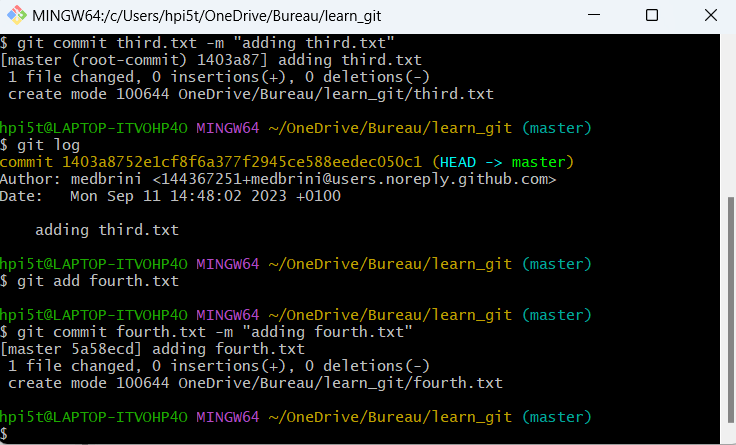 MINGW64:/c/Users/hpi5t/OneDrive/Bureau/learn_git
$ git commit third.txt -m "adding third.txt"
[master (root-commit) 1403a87] adding third.txt
 1 file changed, 0 insertions(+), 0 deletions(-)
 create mode 100644 OneDrive/Bureau/learn_git/third.txt
hpi5t@LAPTOP-ITVOHP4O MINGW64 ~/OneDrive/Bureau/learn_git (master)
$ git log
commit 1403a8752e1cf8f6a377f2945ce588eedec050c1 (HEAD -> master)
Author: medbrini <144367251+medbrini@users.noreply.github.com>
Date:   Mon Sep 11 14:48:02 2023 +0100
    adding third.txt
hpi5t@LAPTOP-ITVOHP4O MINGW64 ~/OneDrive/Bureau/learn_git (master)
$ git add fourth.txt
hpi5t@LAPTOP-ITVOHP4O MINGW64 ~/OneDrive/Bureau/learn_git (master)
$ git commit fourth.txt -m "adding fourth.txt"
[master 5a58ecd] adding fourth.txt
 1 file changed, 0 insertions(+), 0 deletions(-)
 create mode 100644 OneDrive/Bureau/learn_git/fourth.txt
hpi5t@LAPTOP-ITVOHP4O MINGW64 ~/OneDrive/Bureau/learn_git (master)
$